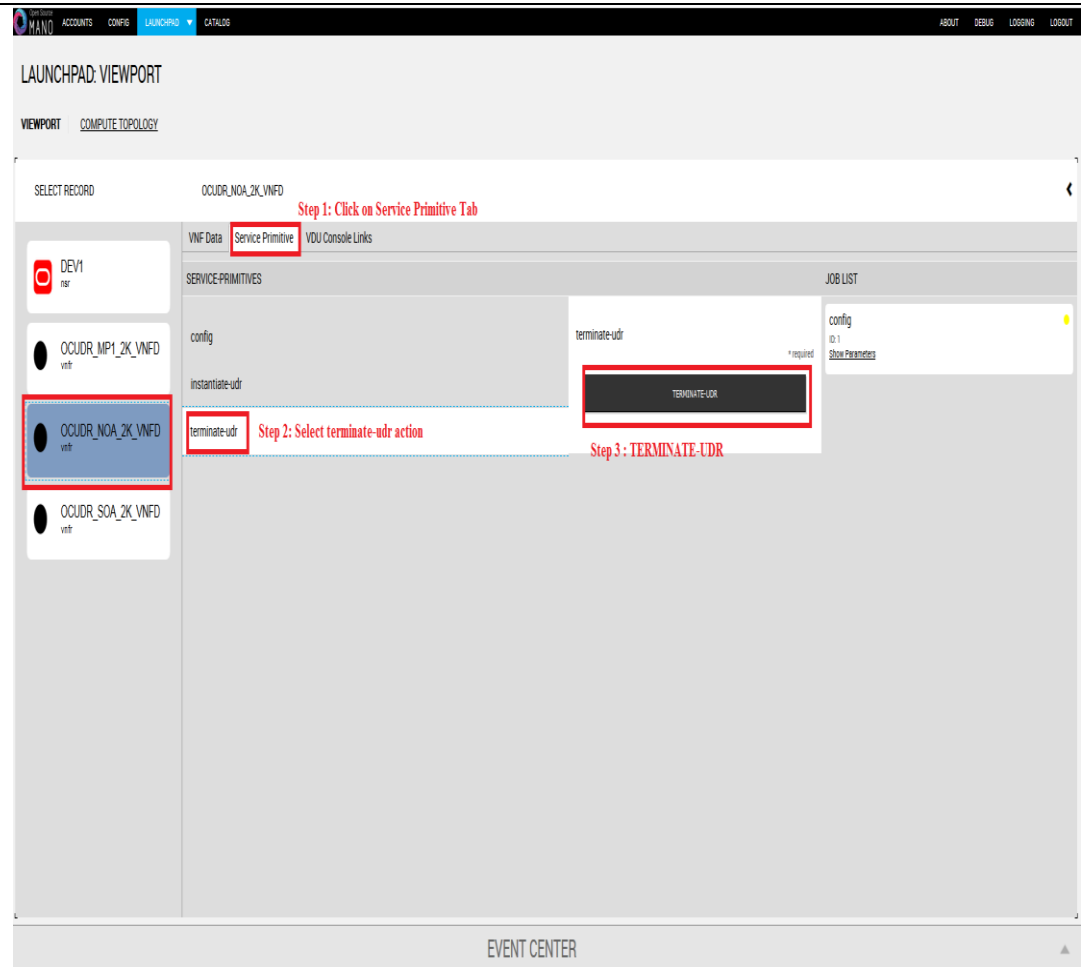 Open Source
MANO ACCOUNTS CONFIG LAUNCHPAD CATALOG ABOUT DEBUG LOGGING LOGOUT
LAUNCHPAD: VIEWPORT
VIEWPORT COMPUTE TOPOLOGY
SELECT RECORD OCUDR_NOA_2K_VNFD
Step 1: Click on Service Primitive Tab
VNF Data Service Primitive VDU Console Links
DEV1
nsr
SERVICE-PRIMITIVES JOB LIST
config
ID: 1
Show Parameters
config
terminate-udr
* required
OCUDR_MP1_2K_VNFD
vnfr
instantiate-udr
TERMINATE-UDR
OCUDR_NOA_2K_VNFD
vnfr
terminate-udr Step 2: Select terminate-udr action
Step 3 : TERMINATE-UDR
OCUDR_SOA_2K_VNFD
vnfr
EVENT CENTER